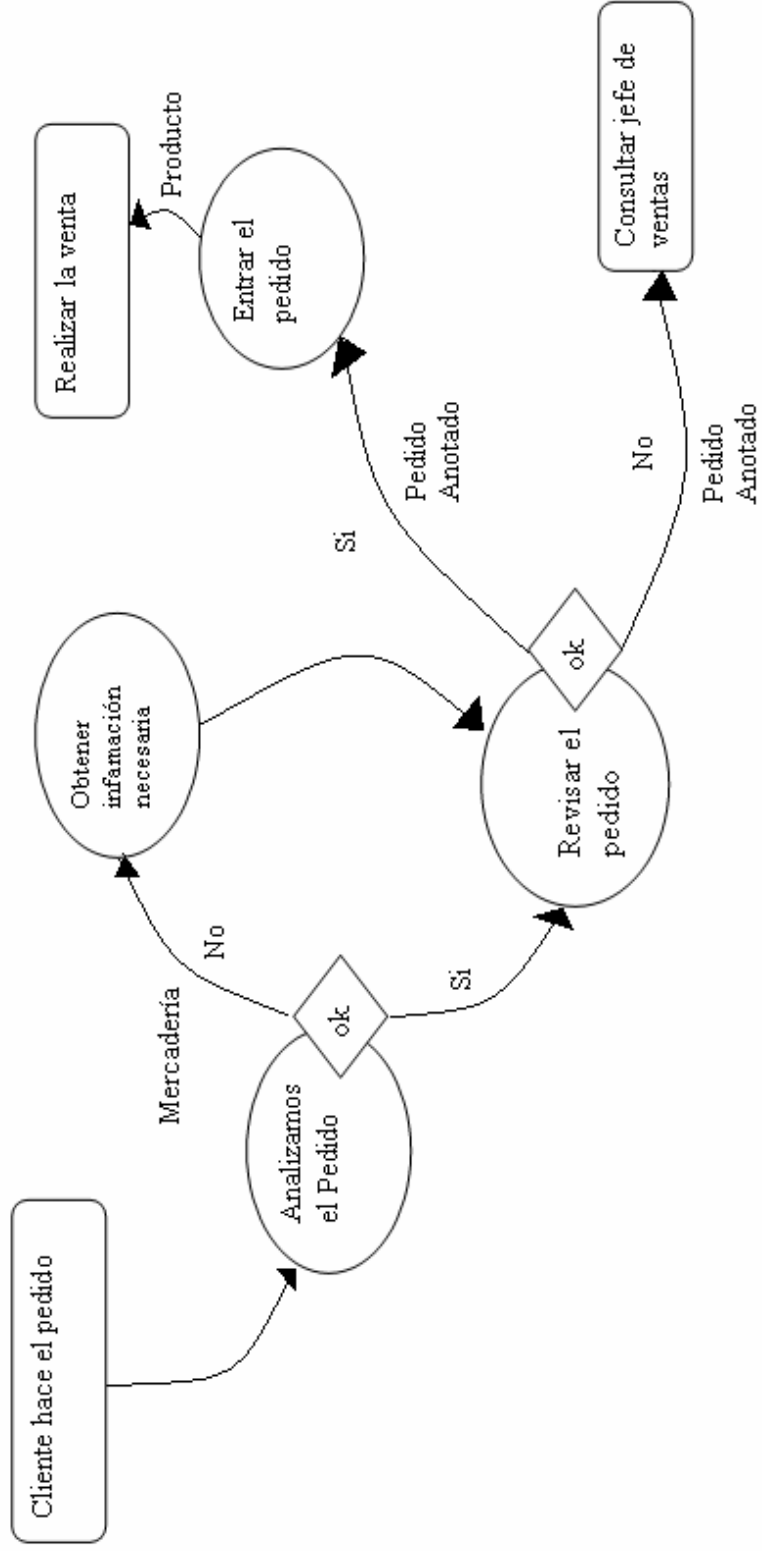 Cliente hace el pedido
Analizamos
el Pedido
ok
Mercadería
No
Si
Obtener
infamación
necesaria
Revisar el
pedido
ok
Si
Pedido
Anotado
No
Pedido
Anotado
Entrar el
pedido
Producto
Realizar la venta
Consultar jefe de
ventas